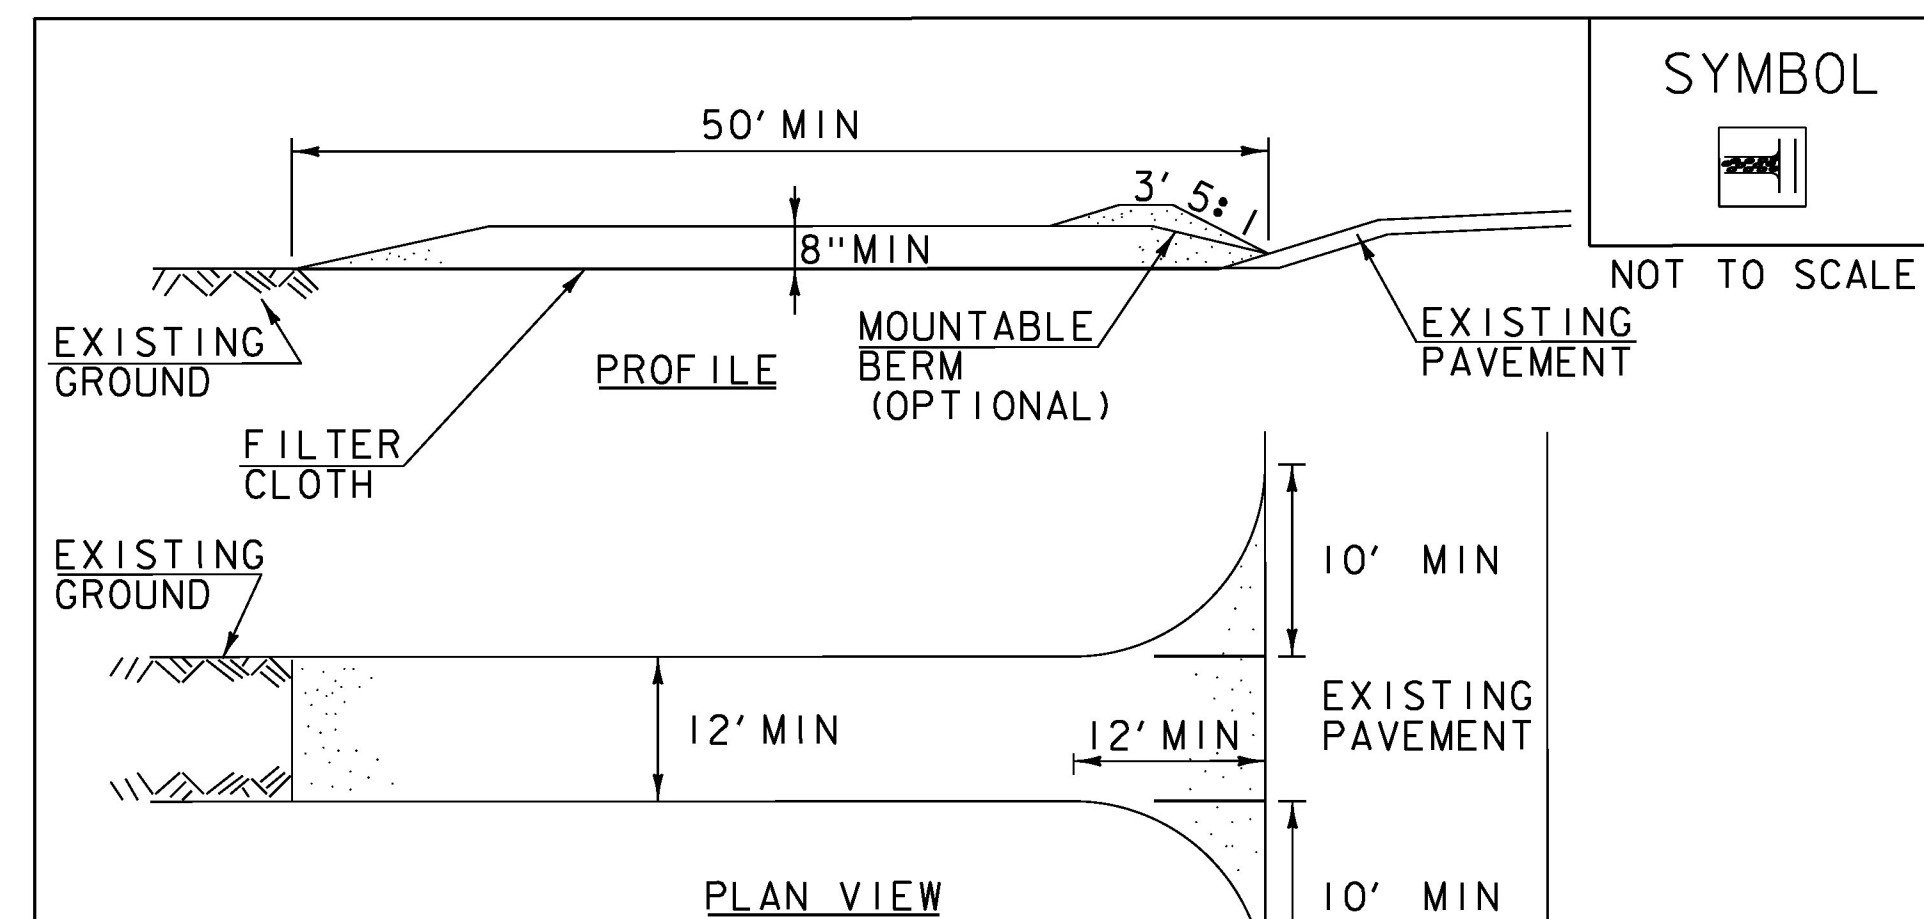 SYMBOL
50' MIN
3' 5:1
8" MIN
NOT TO SCALE
EXISTING
GROUND
PROFILE
MOUNTABLE
BERM
(OPTIONAL)
EXISTING
PAVEMENT
FILTER
CLOTH
EXISTING
GROUND
10' MIN
12' MIN
12' MIN
EXISTING
PAVEMENT
PLAN VIEW
10' MIN